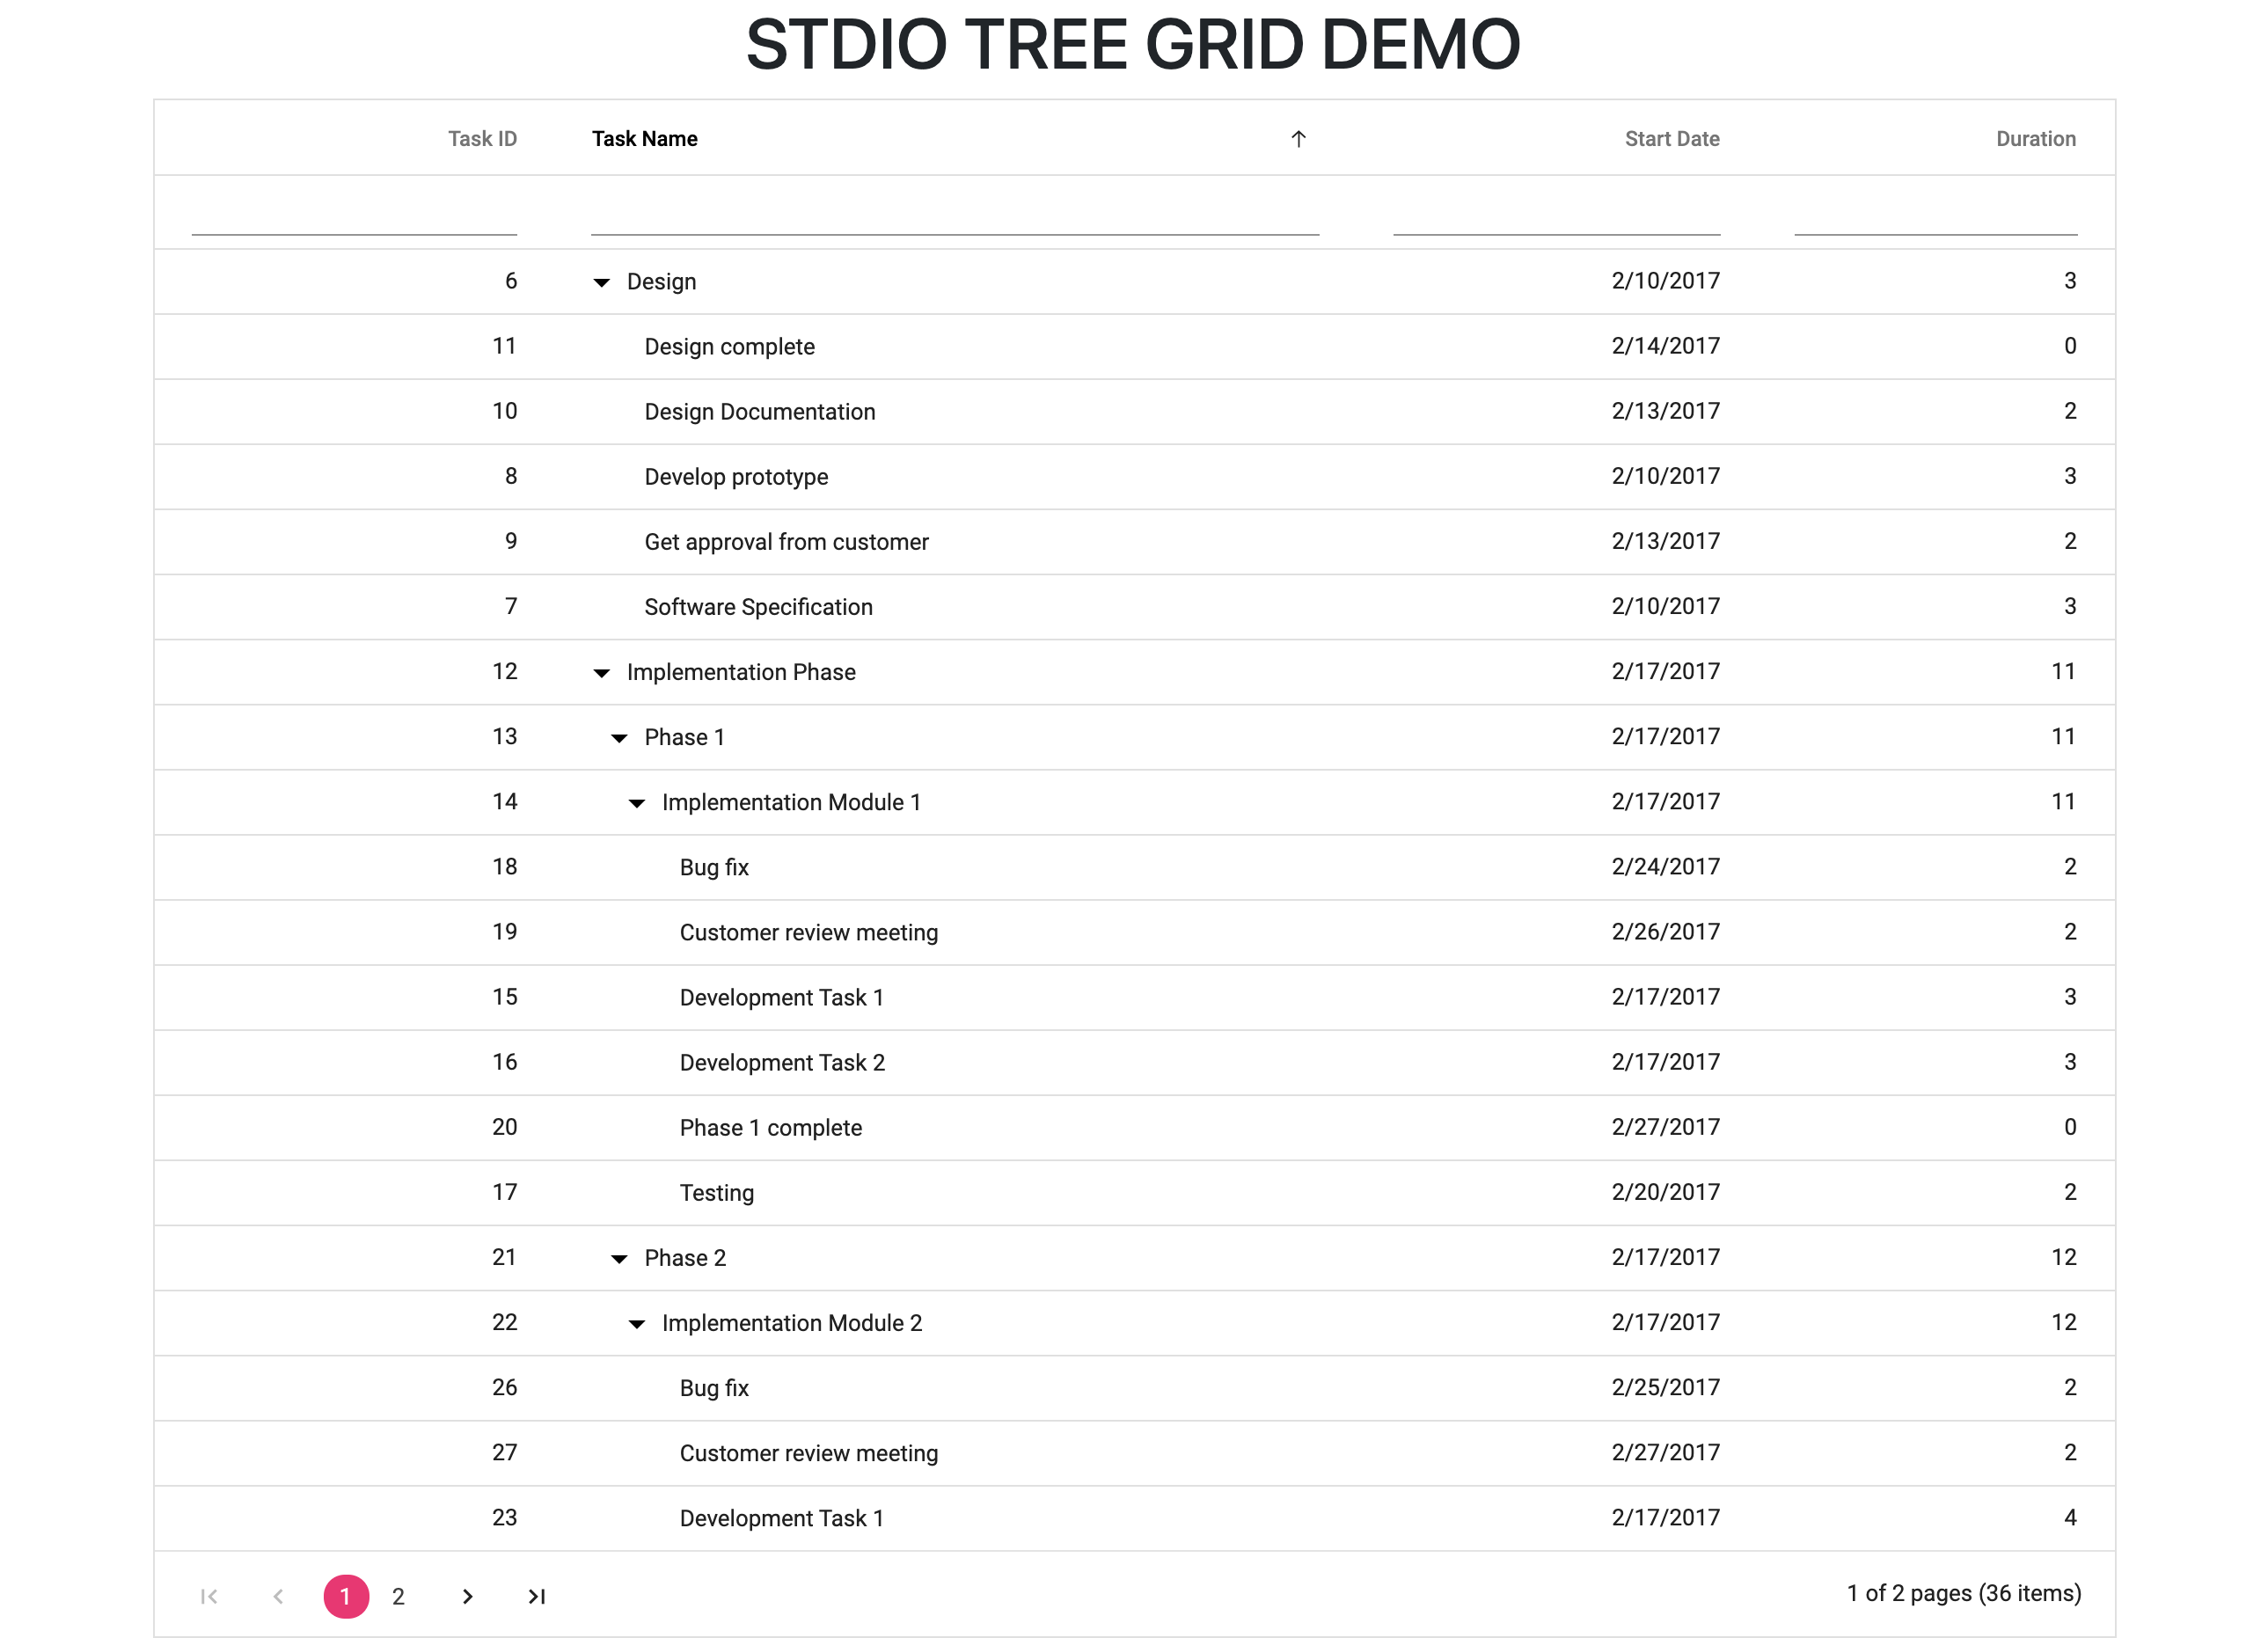 STDIO TREE GRID DEMO
Task ID Task Name Start Date Duration
6 Design 2/10/2017 3
11 Design complete 2/14/2017 0
10 Design Documentation 2/13/2017 2
8 Develop prototype 2/10/2017 3
9 Get approval from customer 2/13/2017 2
7 Software Specification 2/10/2017 3
12 Implementation Phase 2/17/2017 11
13 Phase 1 2/17/2017 11
14 Implementation Module 1 2/17/2017 11
18 Bug fix 2/24/2017 2
19 Customer review meeting 2/26/2017 2
15 Development Task 1 2/17/2017 3
16 Development Task 2 2/17/2017 3
20 Phase 1 complete 2/27/2017 0
17 Testing 2/20/2017 2
21 Phase 2 2/17/2017 12
22 Implementation Module 2 2/17/2017 12
26 Bug fix 2/25/2017 2
27 Customer review meeting 2/27/2017 2
23 Development Task 1 2/17/2017 4
1 2 1 of 2 pages (36 items)